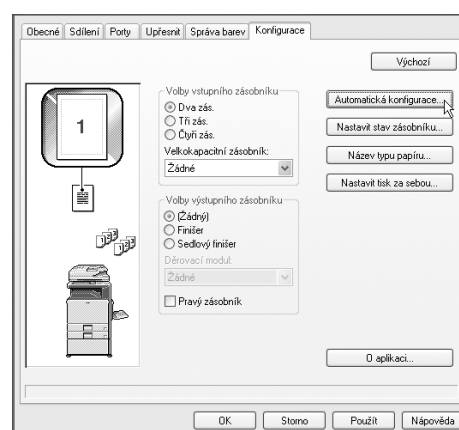 Obecné Sdílení Porty Upřesnit Správa barev Konfigurace
Výchozí
1
123
123
Volby vstupního zásobníku
Dva zás.
Tři zás.
Čtyři zás.
Velkokapacitní zásobník:
Žádné
Volby výstupního zásobníku
(Žádný)
Finišer
Sedlový finišer
Děrovací modul:
Žádné
Pravý zásobník
Automatická konfigurace...
Nastavit stav zásobníku...
Název typu papíru...
Nastavit tisk za sebou...
O aplikaci...
OK Storno Použít Nápověda